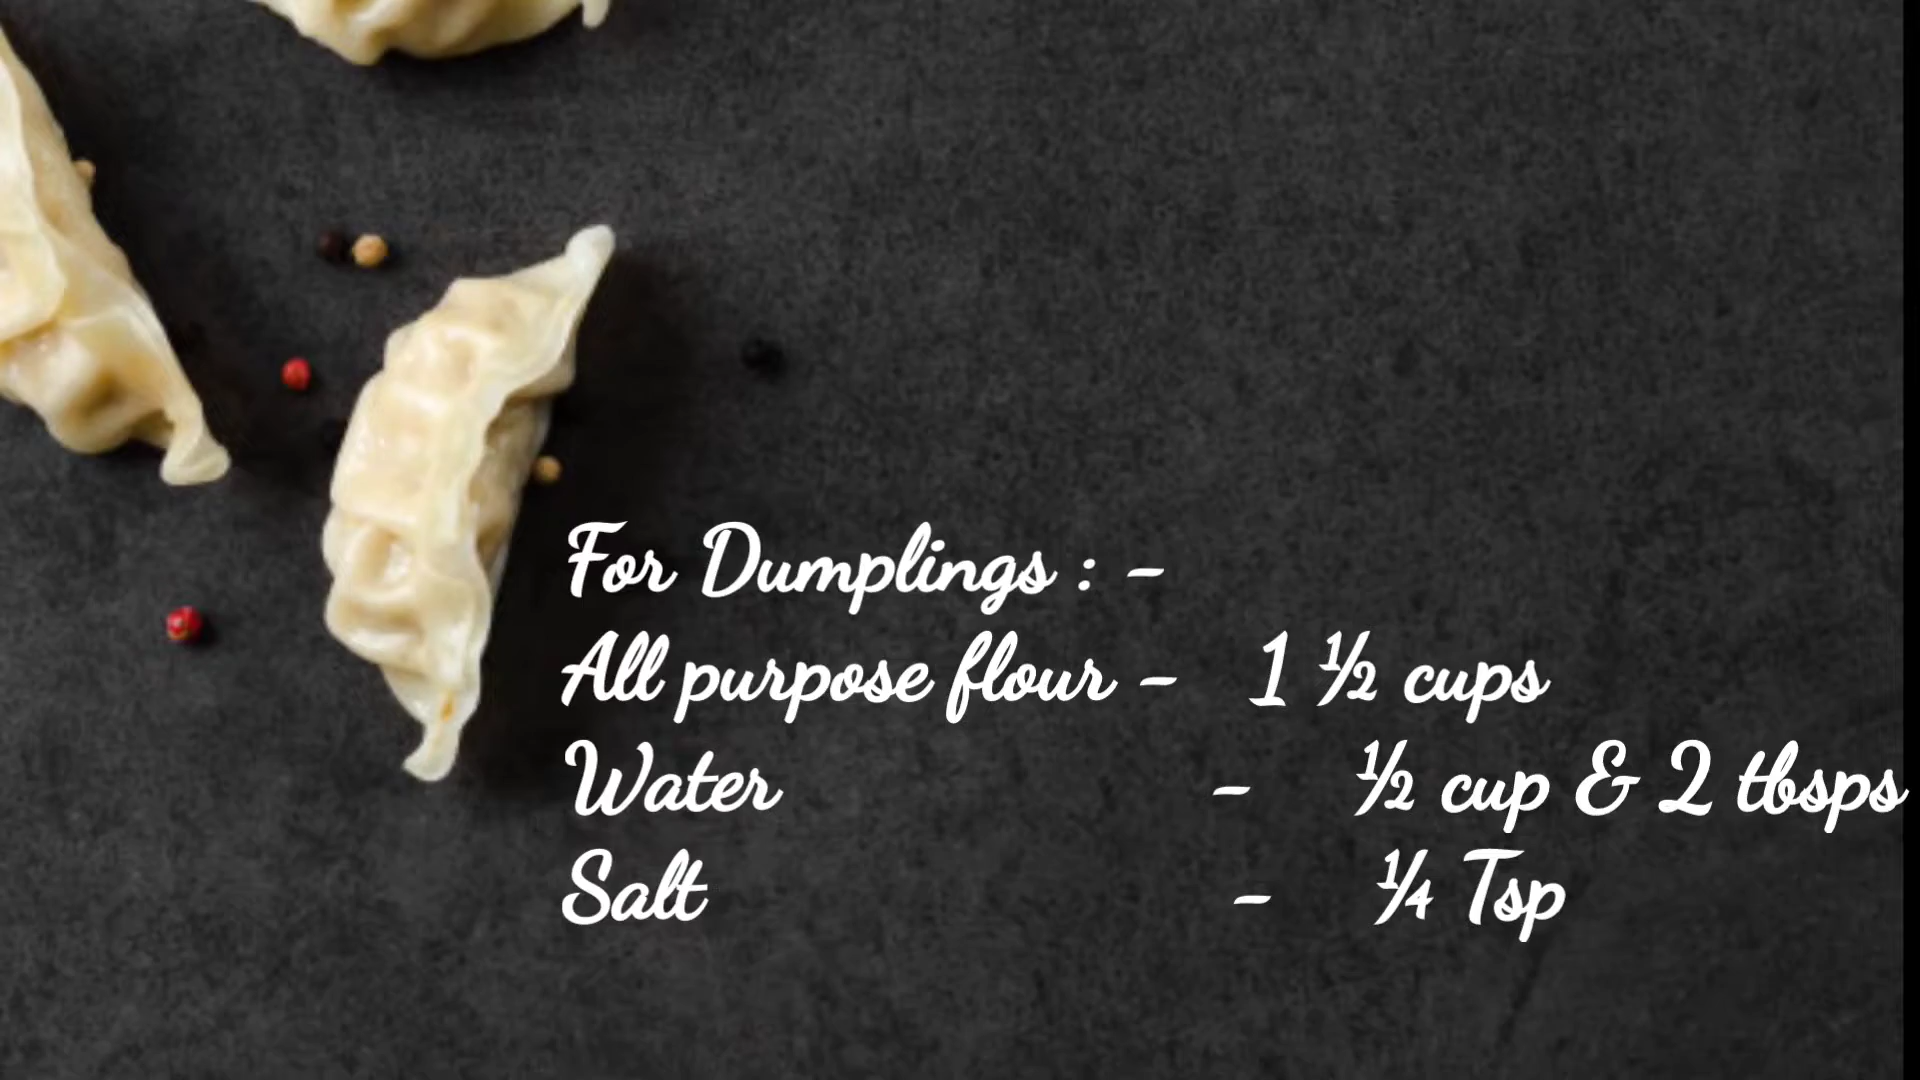 For Dumplings : -
All purpose flour - 1 ½ cups
Water - ½ cup & 2 tbsps
Salt - ¼ Tsp